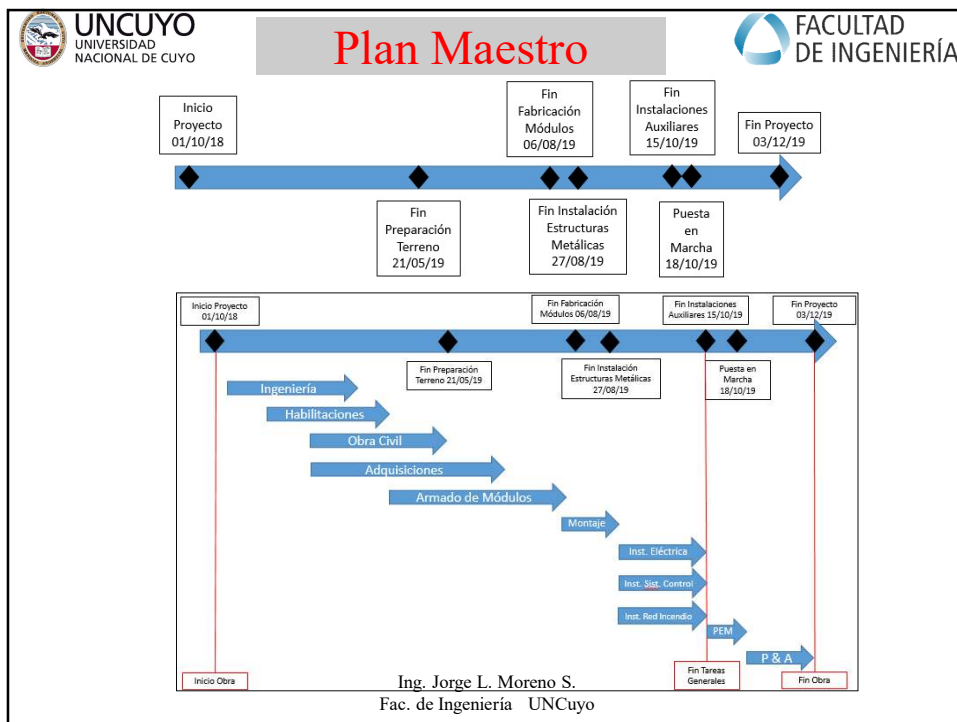 UNCUYO
UNIVERSIDAD
NACIONAL DE CUYO
Plan Maestro
FACULTAD
DE INGENIERÍA
Inicio
Proyecto
01/10/18
Fin
Fabricación
Módulos
06/08/19
Fin
Instalaciones
Auxiliares
15/10/19
Fin Proyecto
03/12/19
Fin
Preparación
Terreno
21/05/19
Fin Instalación
Estructuras
Metálicas
27/08/19
Puesta
en
Marcha
18/10/19
Inicio Proyecto
01/10/18
Fin Fabricación
Módulos 06/08/19
Fin Instalaciones
Auxiliares 15/10/19
Fin Proyecto
03/12/19
Fin Preparación
Terreno 21/05/19
Fin Instalación
Estructuras Metálicas
27/08/19
Puesta en
Marcha
18/10/19
Ingeniería
Habilitaciones
Obra Civil
Adquisiciones
Armado de Módulos
Montaje
Inst. Eléctrica
Inst. Sist. Control
Inst. Red Incendio
PEM
P & A
Inicio Obra
Fin Tareas
Generales
Fin Obra
Ing. Jorge L. Moreno S.
Fac. de Ingeniería UNCuyo